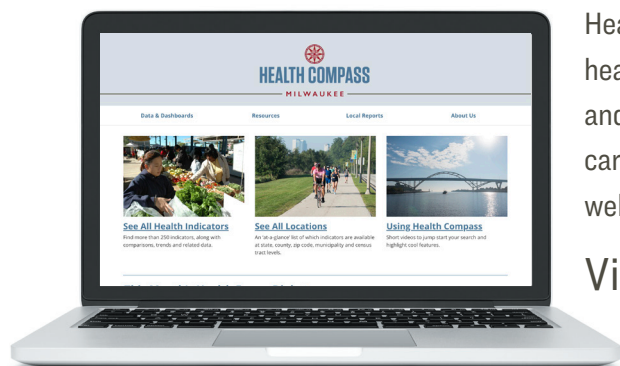 HEALTH COMPASS
MILWAUKEE
Data & Dashboards Resources Local Reports About Us
See All Health Indicators
Find more than 250 indicators, along with
comparisons, trends and related data.
See All Locations
An 'at-a-glance' list of which indicators are available
at state, county, zip code, municipality and census
tract levels.
Using Health Compass
Short videos to jump start your search and
highlight cool features.
Hea
hea
and
car
wel
Vi